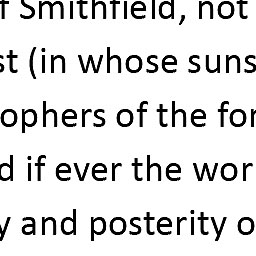 f Smithfield, not
st (in whose suns
ophers of the for
d if ever the wor
y and posterity o